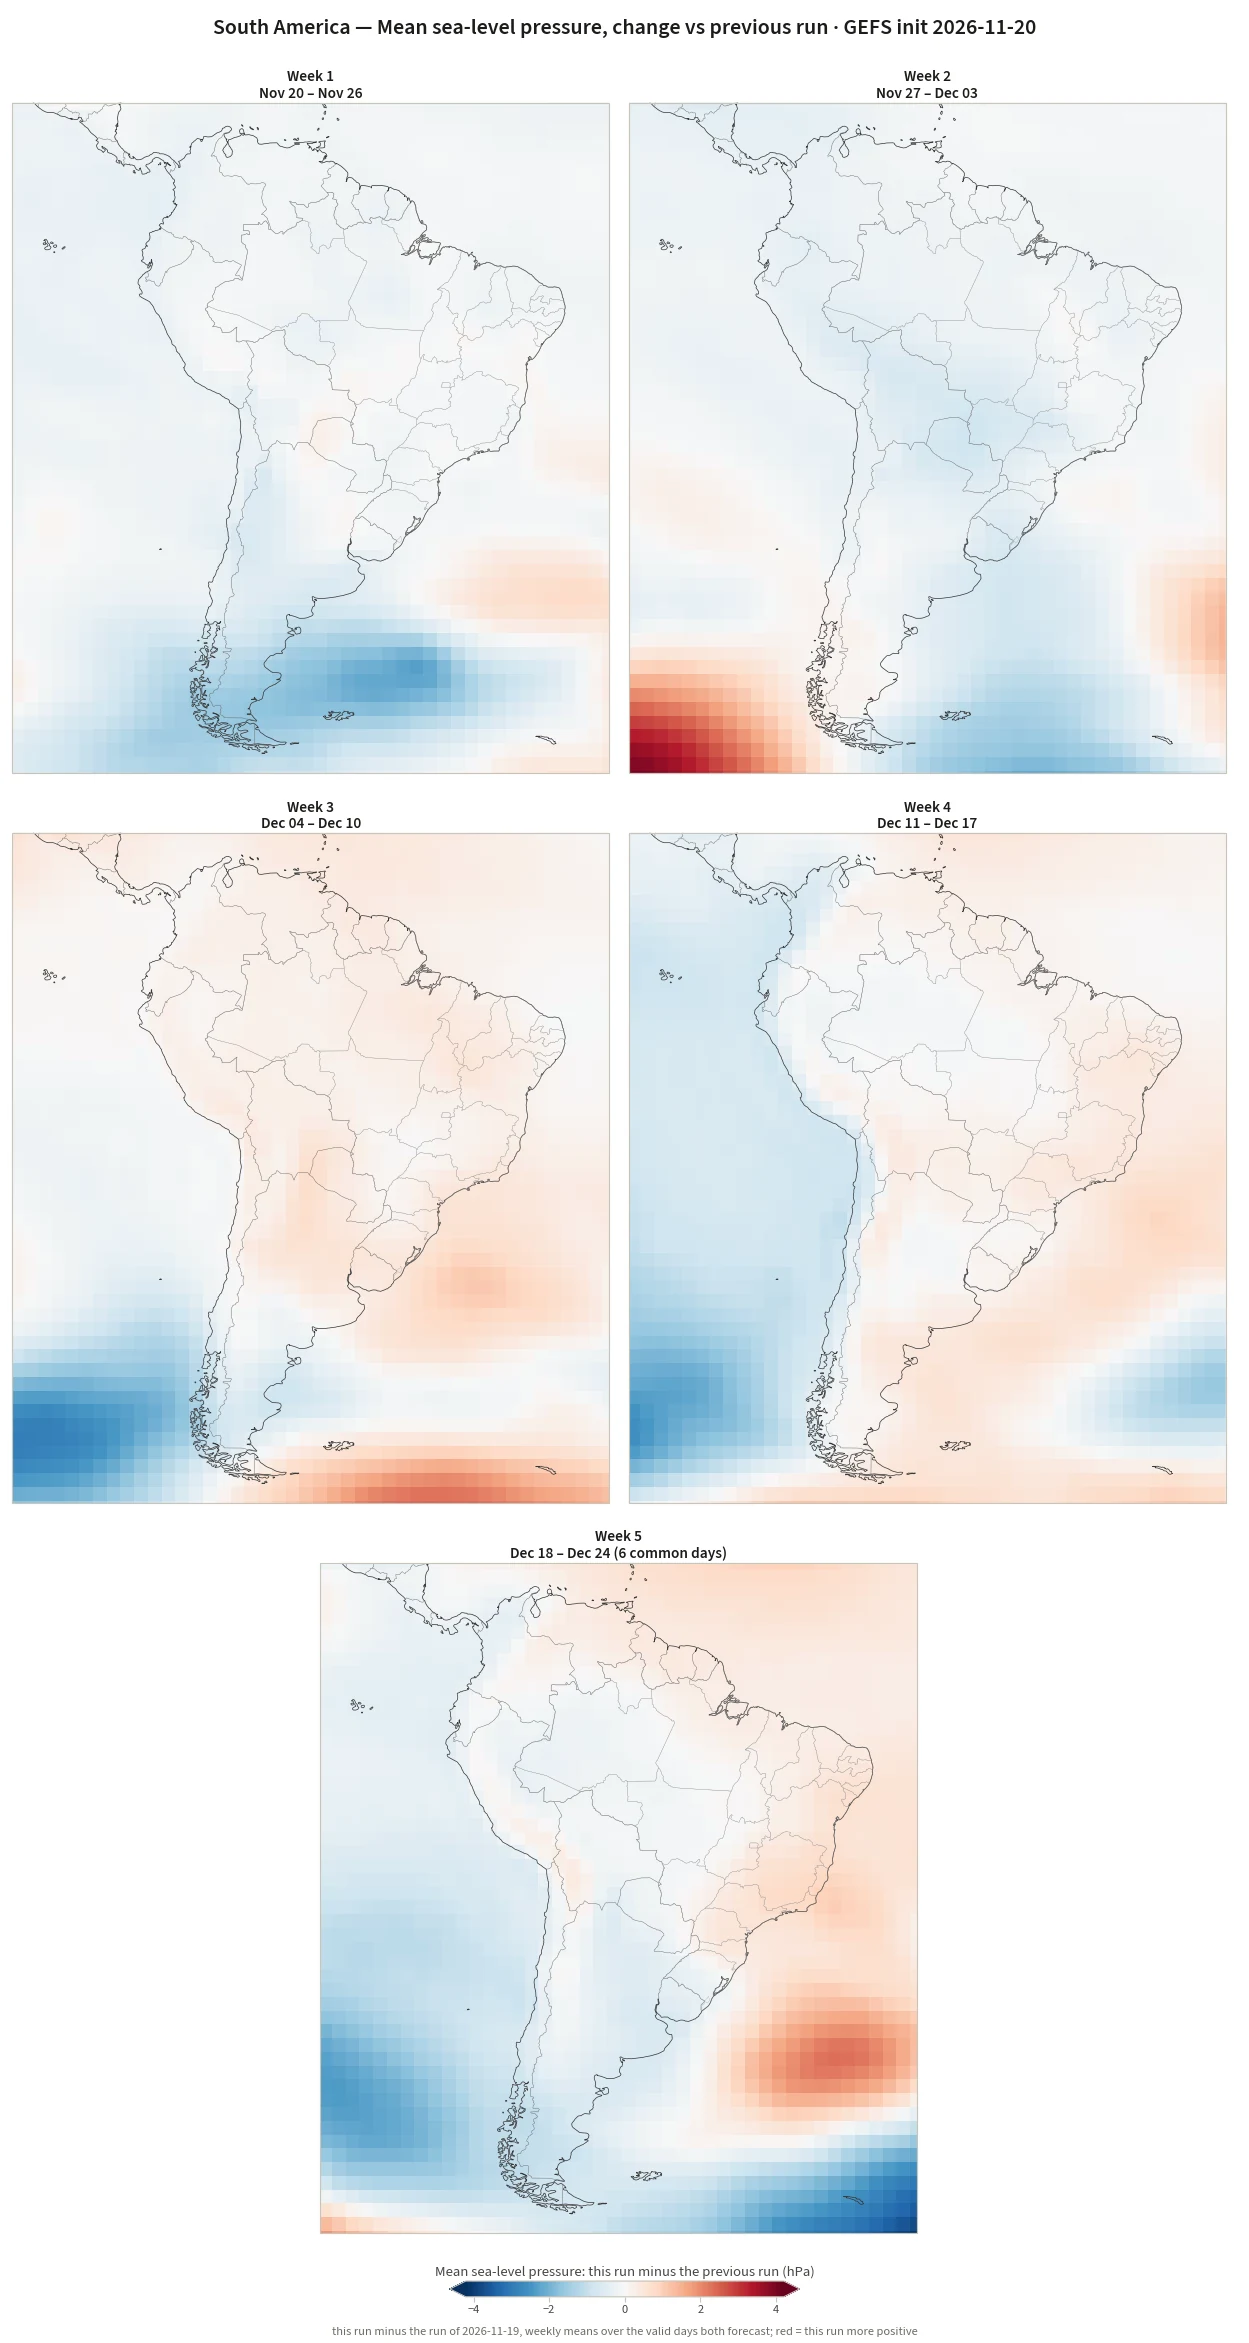 South America — Mean sea-level pressure, change vs previous run · GEFS init 2026-11-20
Week 1
Nov 20 – Nov 26
Week 2
Nov 27 – Dec 03
Week 3
Dec 04 – Dec 10
Week 4
Dec 11 – Dec 17
Week 5
Dec 18 – Dec 24 (6 common days)
Mean sea-level pressure: this run minus the previous run (hPa)
−4 −2 0 2 4
this run minus the run of 2026-11-19, weekly means over the valid days both forecast; red = this run more positive